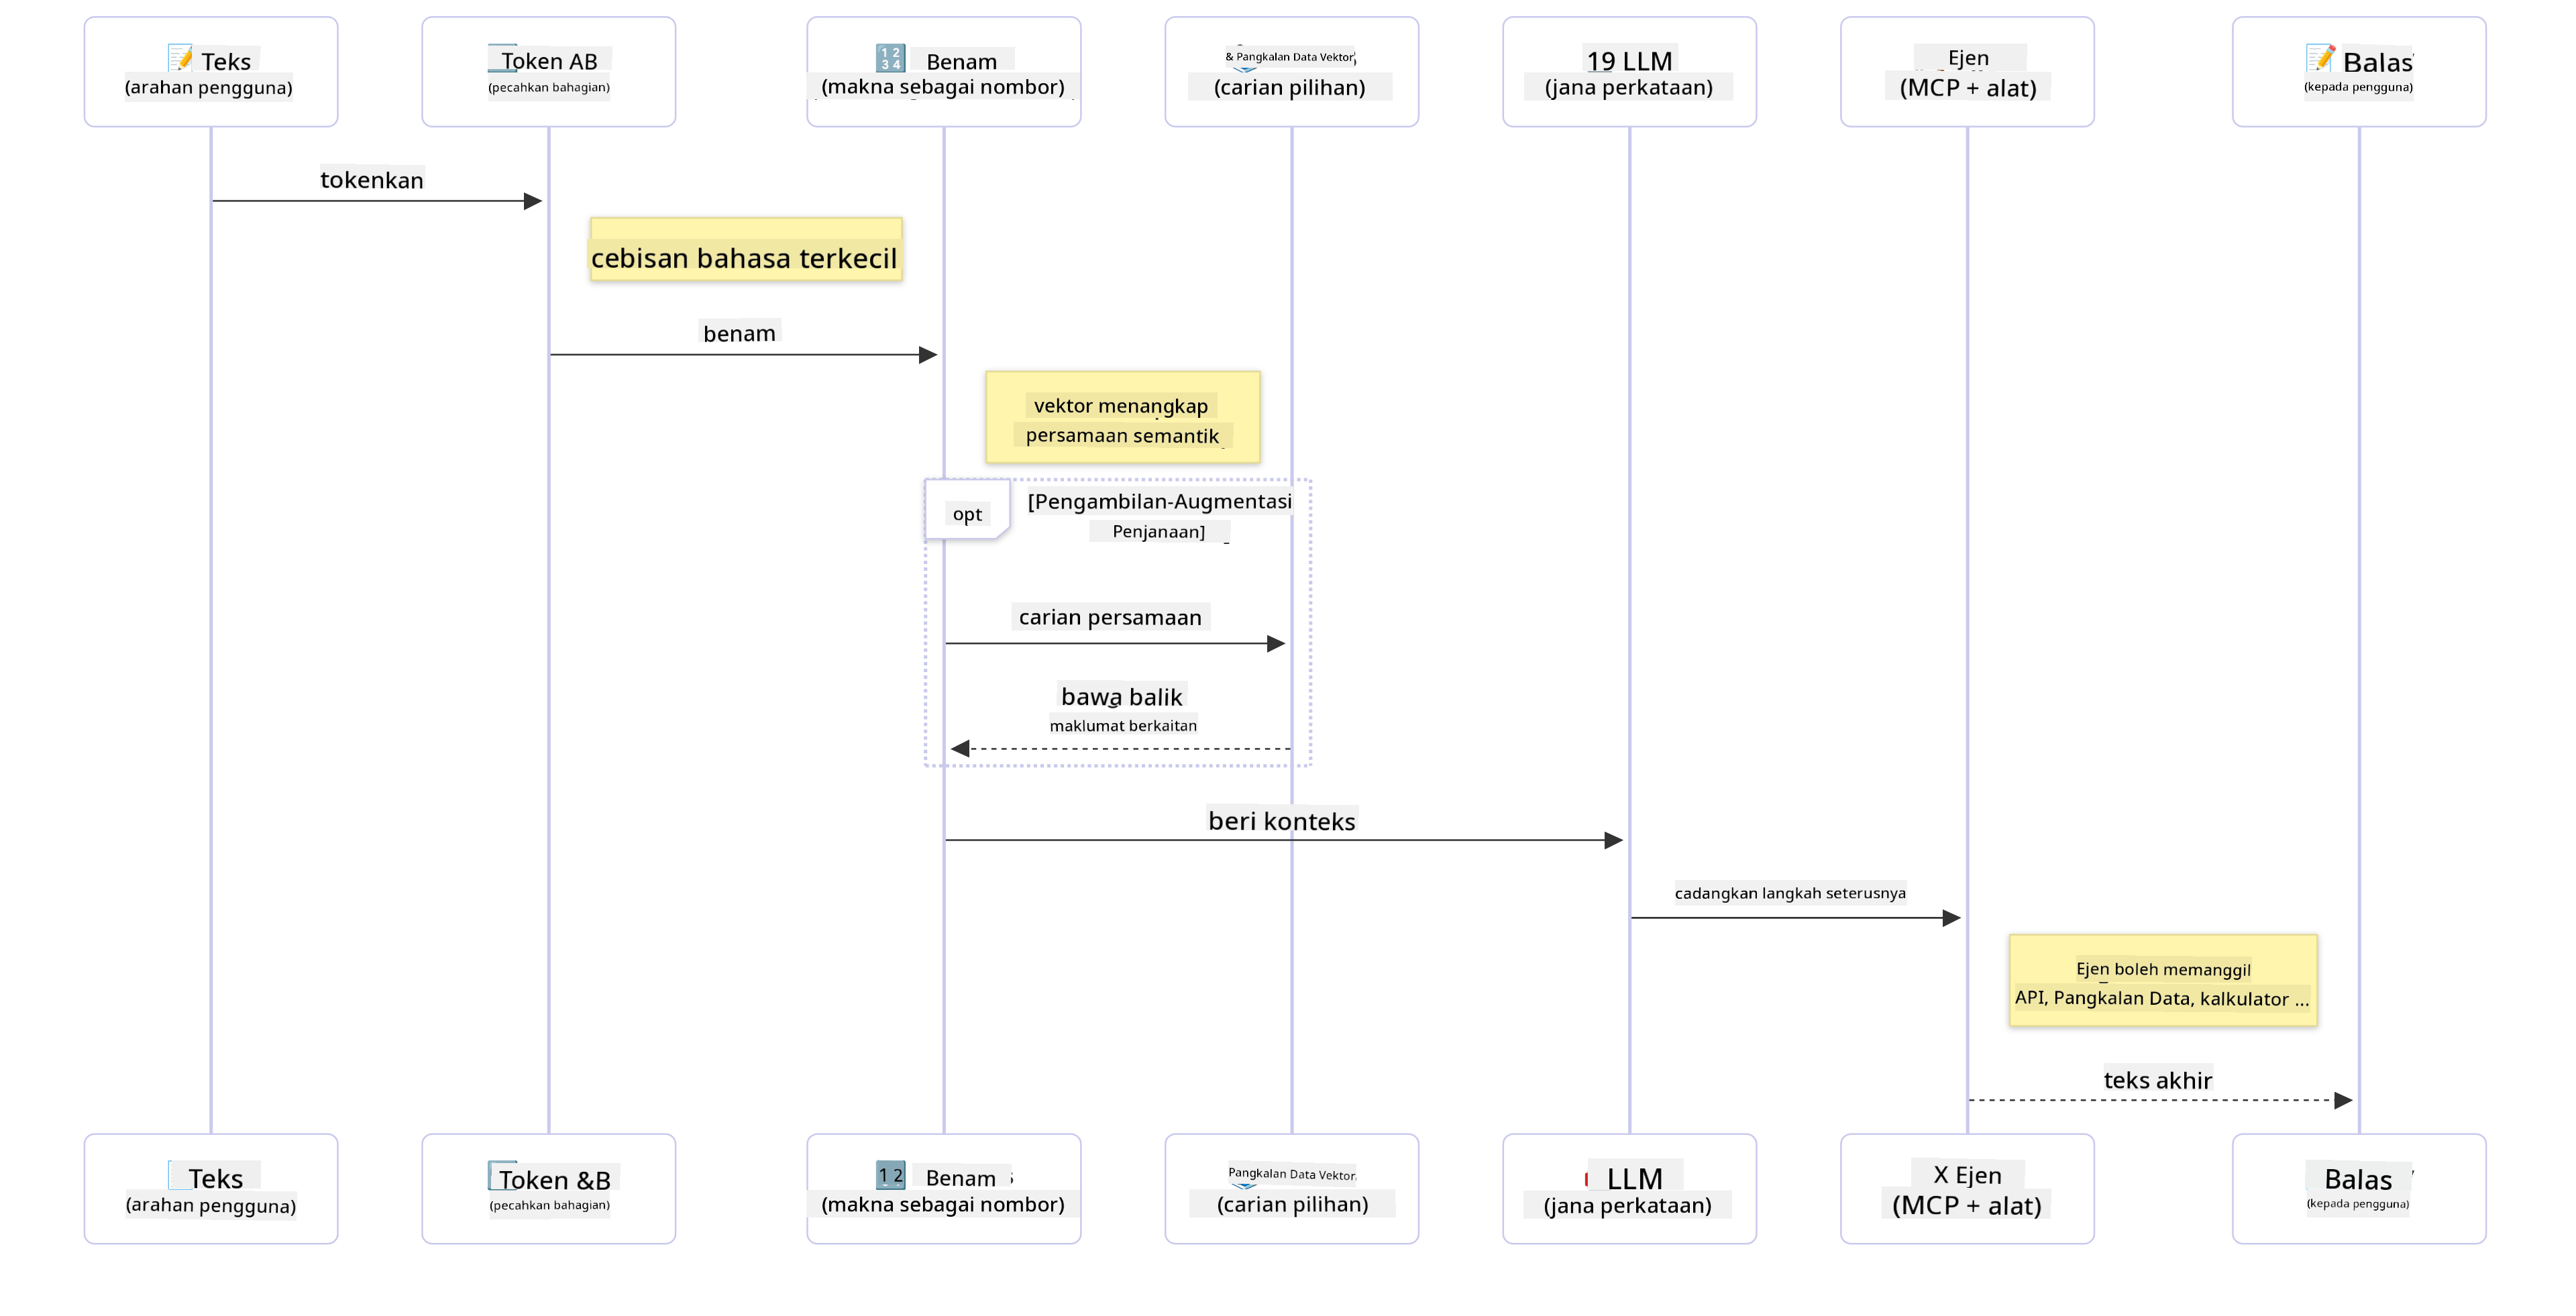 Teks
(arahan pengguna)
Token AB
(pecahkan bahagian)
Benam
(makna sebagai nombor)
& Pangkalan Data Vektor
(carian pilihan)
19 LLM
(jana perkataan)
Ejen
(MCP + alat)
Balas
(kepada pengguna)
tokenkan
cebisan bahasa terkecil
benam
vektor menangkap
persamaan semantik
opt
[Pengambilan-Augmentasi
Penjanaan]
carian persamaan
bawa balik
maklumat berkaitan
beri konteks
cadangkan langkah seterusnya
Ejen boleh memanggil
API, Pangkalan Data, kalkulator ...
teks akhir
Teks
(arahan pengguna)
Token &B
(pecahkan bahagian)
Benam
(makna sebagai nombor)
Pangkalan Data Vektor
(carian pilihan)
LLM
(jana perkataan)
X Ejen
(MCP + alat)
Balas
(kepada pengguna)